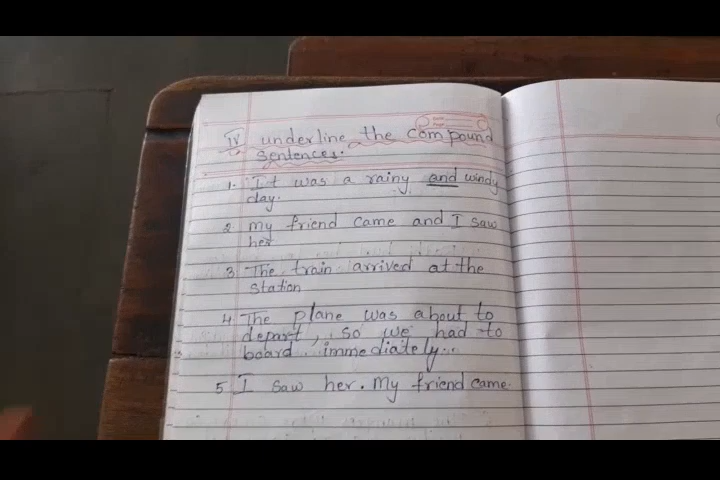 IV underline the compound
sentences.
1. It was a rainy and windy
day.
2 my friend came and I saw
her
3 The train arrived at the
station
4 The plane was about to
depart, so we had to
board immediately...
5 I saw her. My friend came.